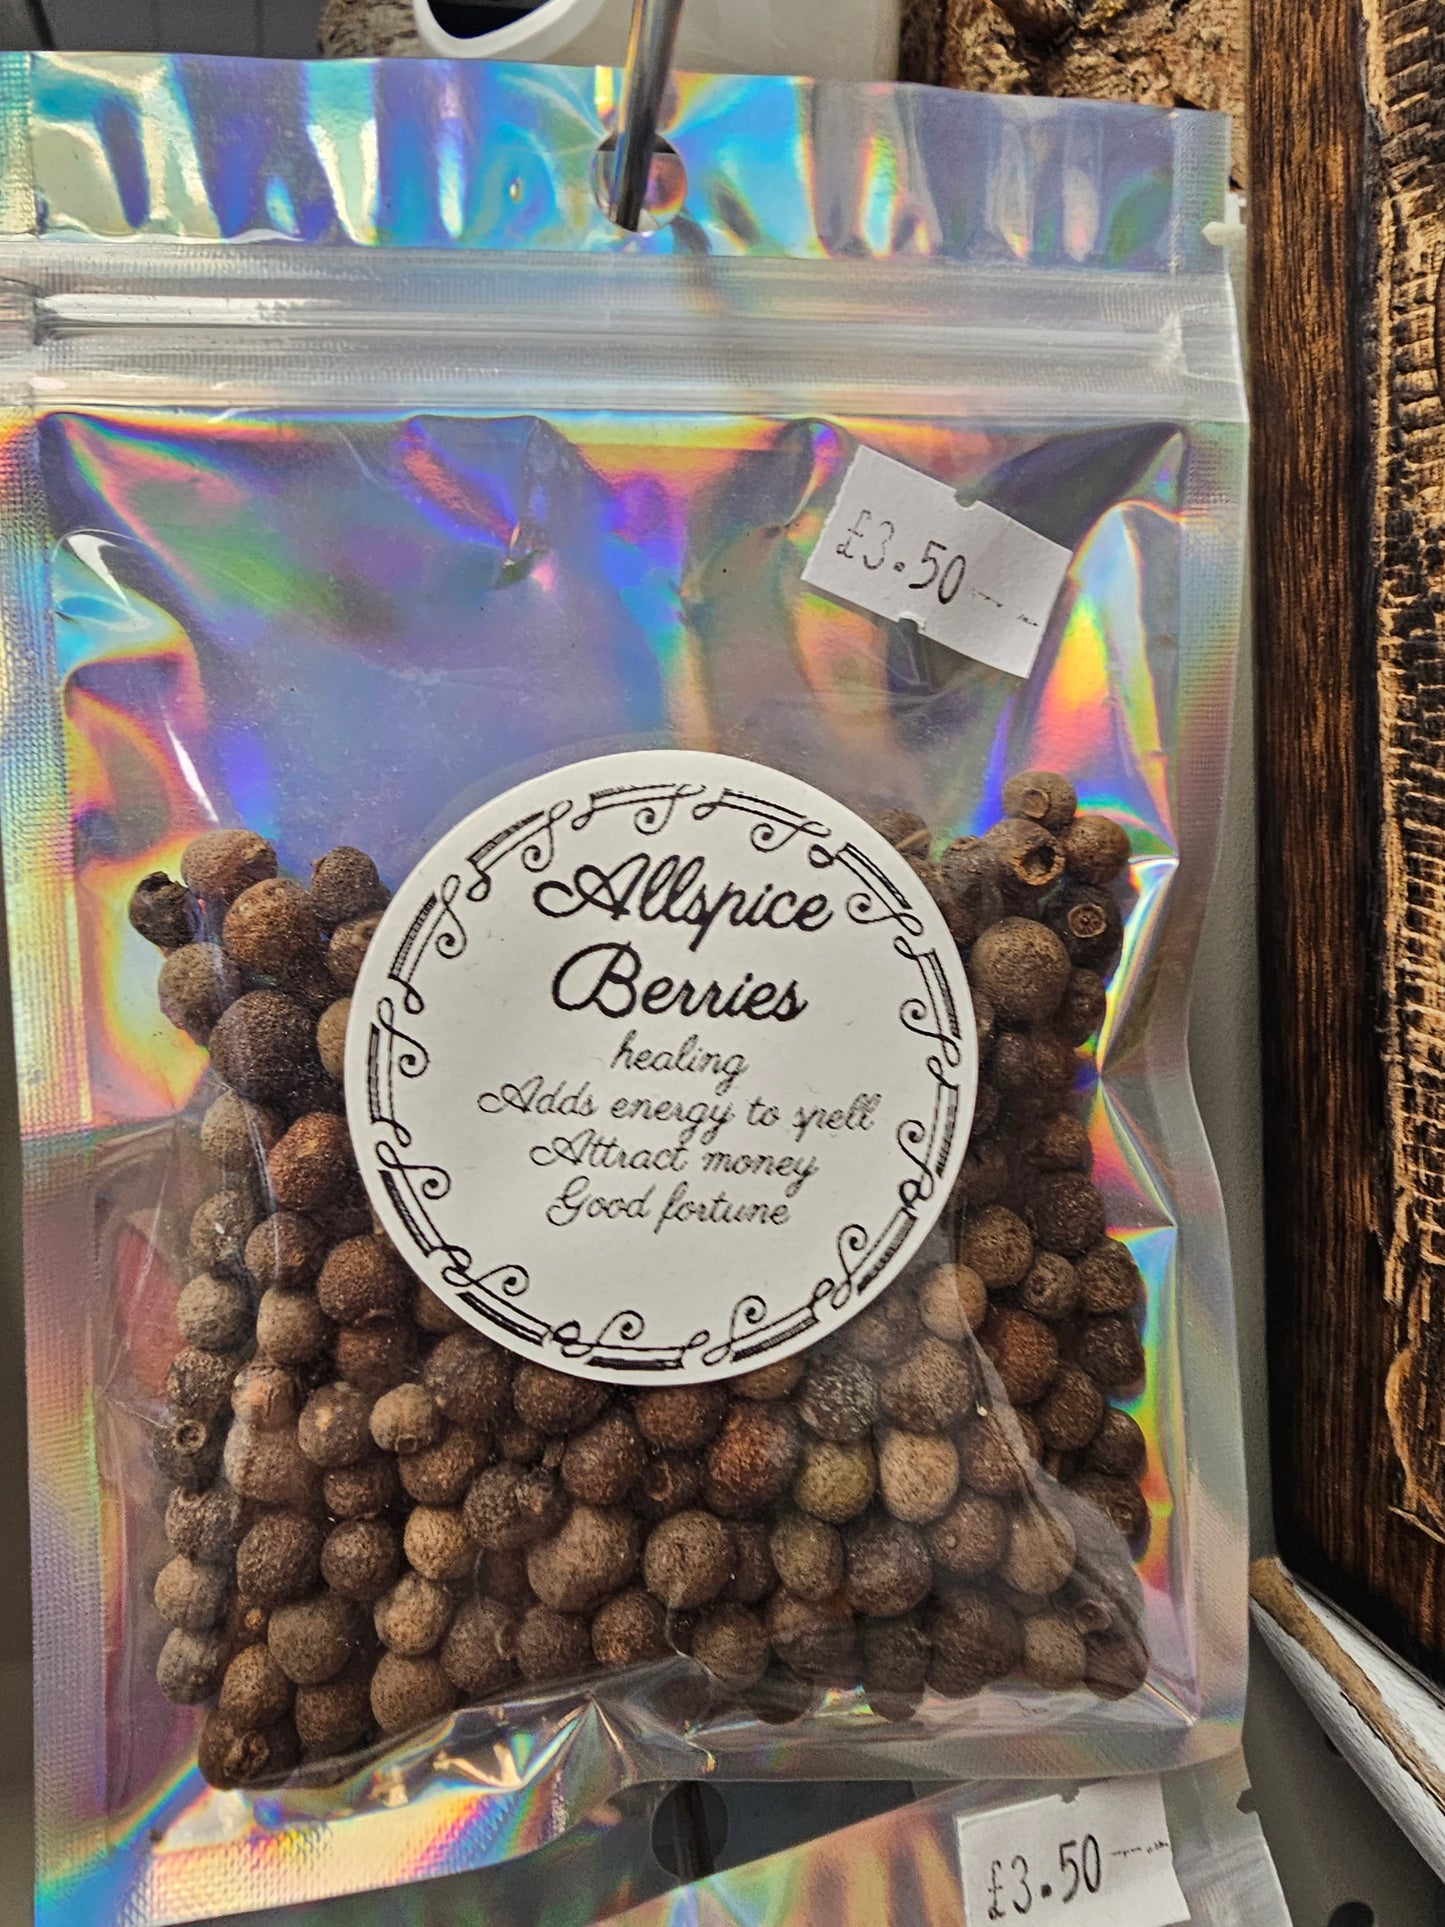 £3.50
Allspice
Berries
healing
Adds energy to spell
Attract money
Good fortune
£3.50